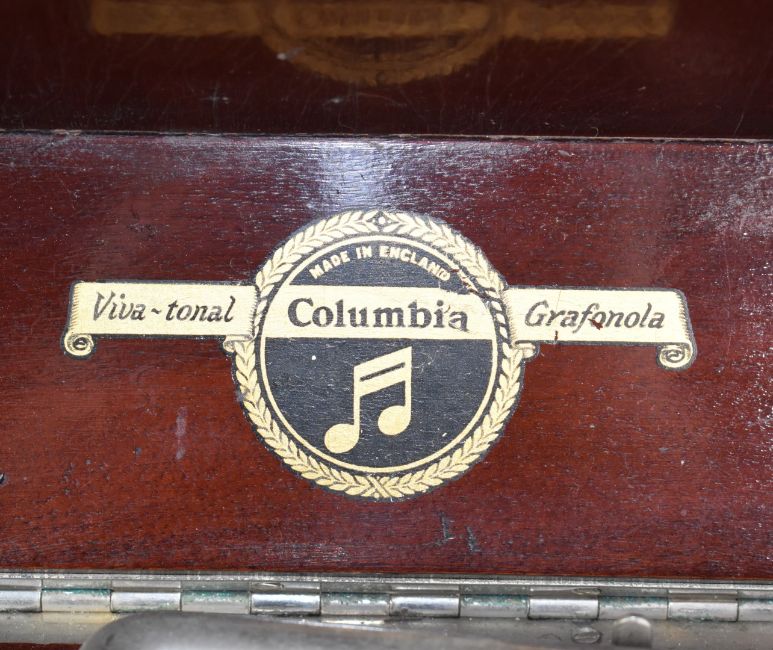 MADE IN ENGLAND
Viva-tonal Columbia Grafonola